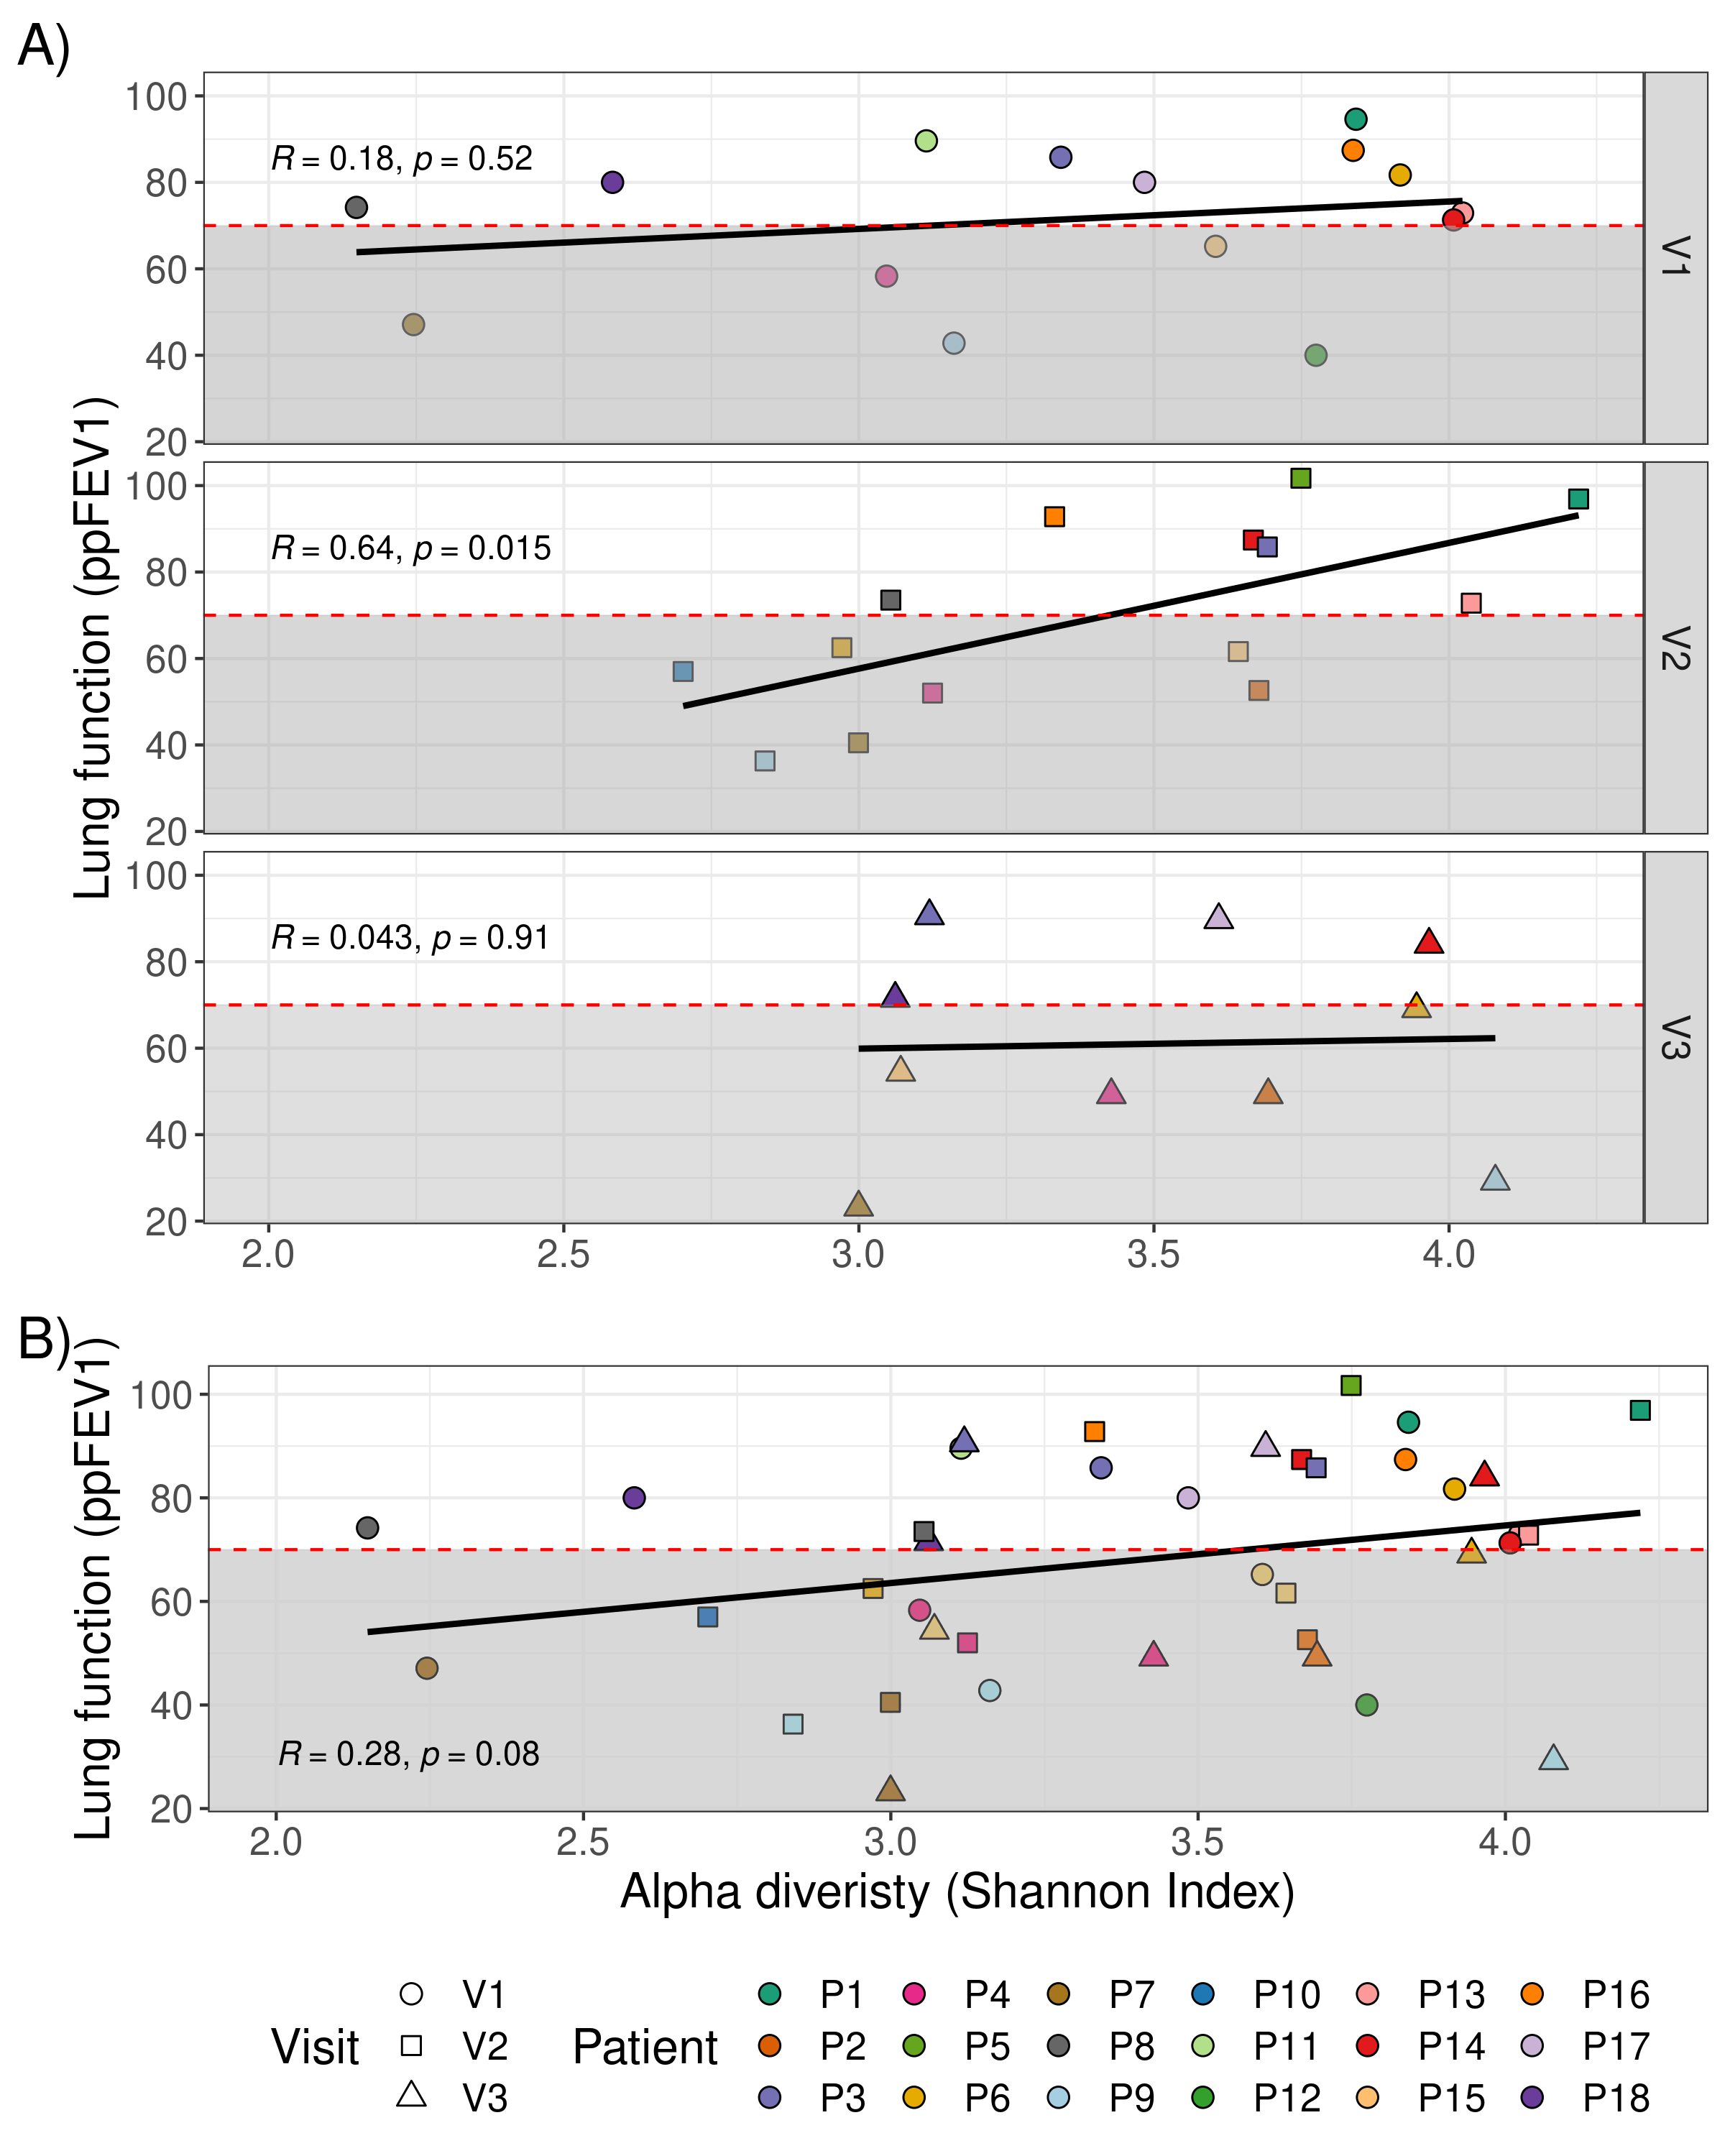 A)
Lung function (ppFEV1)
100
80
60
40
20
R = 0.18, p = 0.52
V1
100
80
60
40
20
R = 0.64, p = 0.015
V2
100
80
60
40
20
R = 0.043, p = 0.91
V3
2.0 2.5 3.0 3.5 4.0
B)
Lung function (ppFEV1)
100
80
60
40
20
R = 0.28, p = 0.08
2.0 2.5 3.0 3.5 4.0
Alpha diveristy (Shannon Index)
Visit
V1
V2
V3
Patient
P1 P4 P7 P10 P13 P16
P2 P5 P8 P11 P14 P17
P3 P6 P9 P12 P15 P18